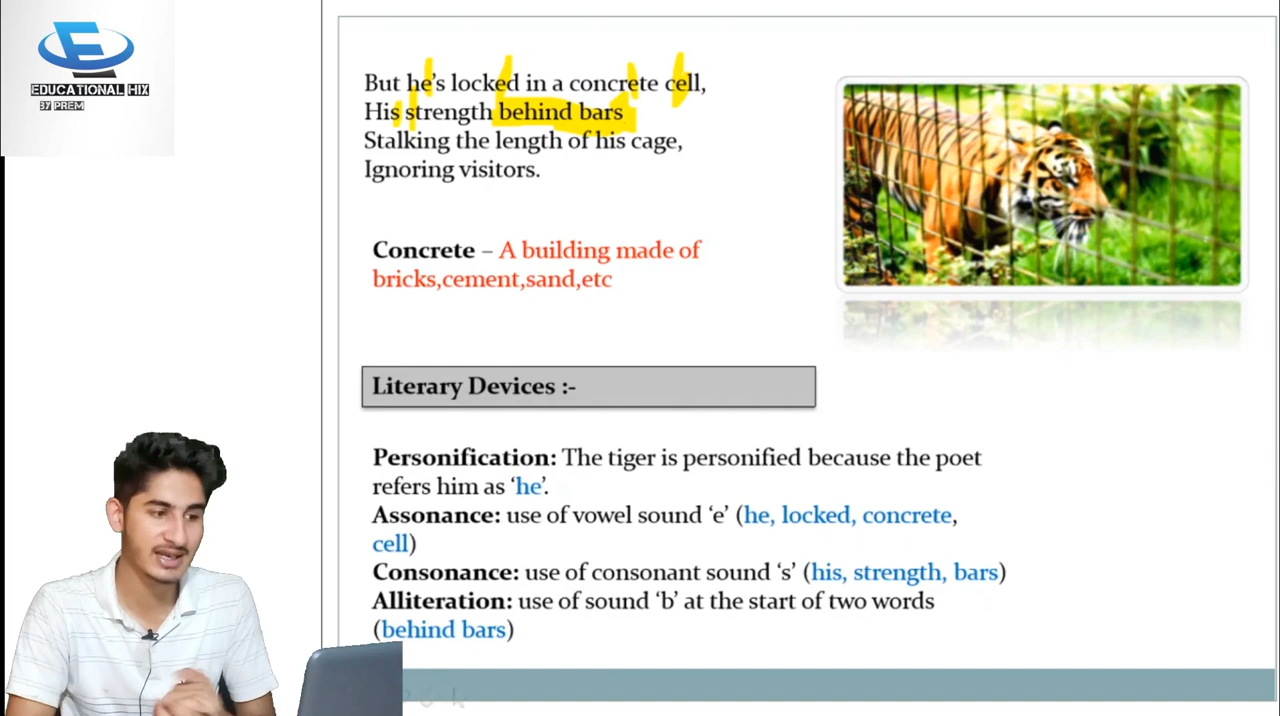 EDUCATIONAL HIX
BY PREM
But he's locked in a concrete cell,
His strength behind bars
Stalking the length of his cage,
Ignoring visitors.
Concrete – A building made of
bricks,cement,sand,etc
Literary Devices :-
Personification: The tiger is personified because the poet
refers him as ‘he’.
Assonance: use of vowel sound ‘e’ (he, locked, concrete,
cell)
Consonance: use of consonant sound ‘s’ (his, strength, bars)
Alliteration: use of sound ‘b’ at the start of two words
(behind bars)